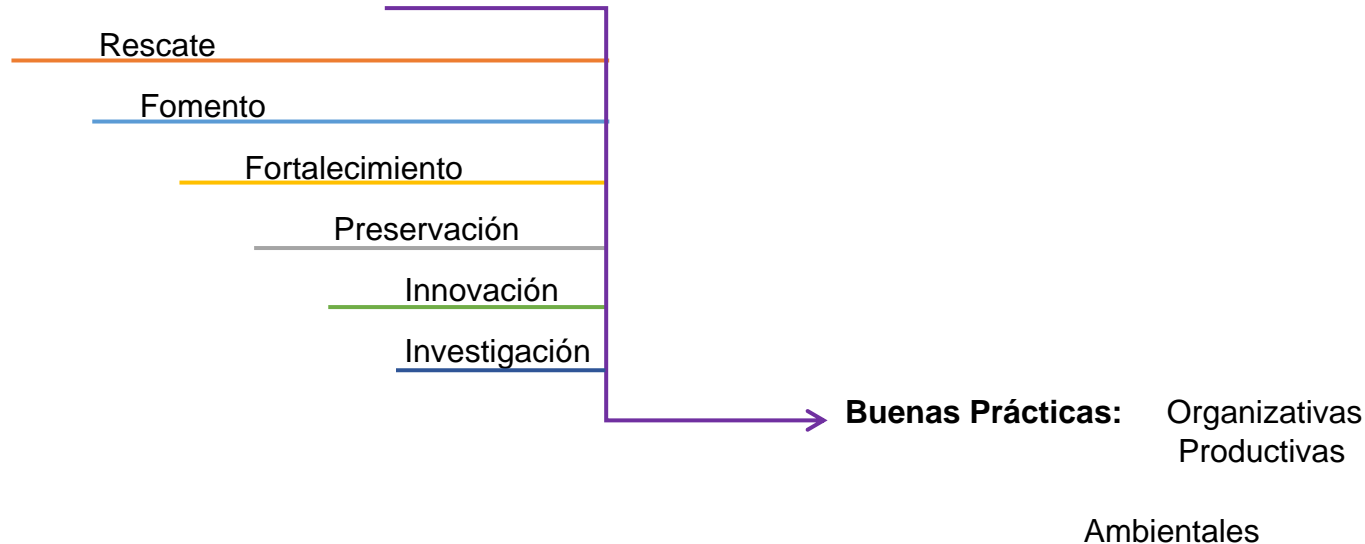 Rescate
Fomento
Fortalecimiento
Preservación
Innovación
Investigación
Buenas Prácticas: Organizativas
Productivas
Ambientales